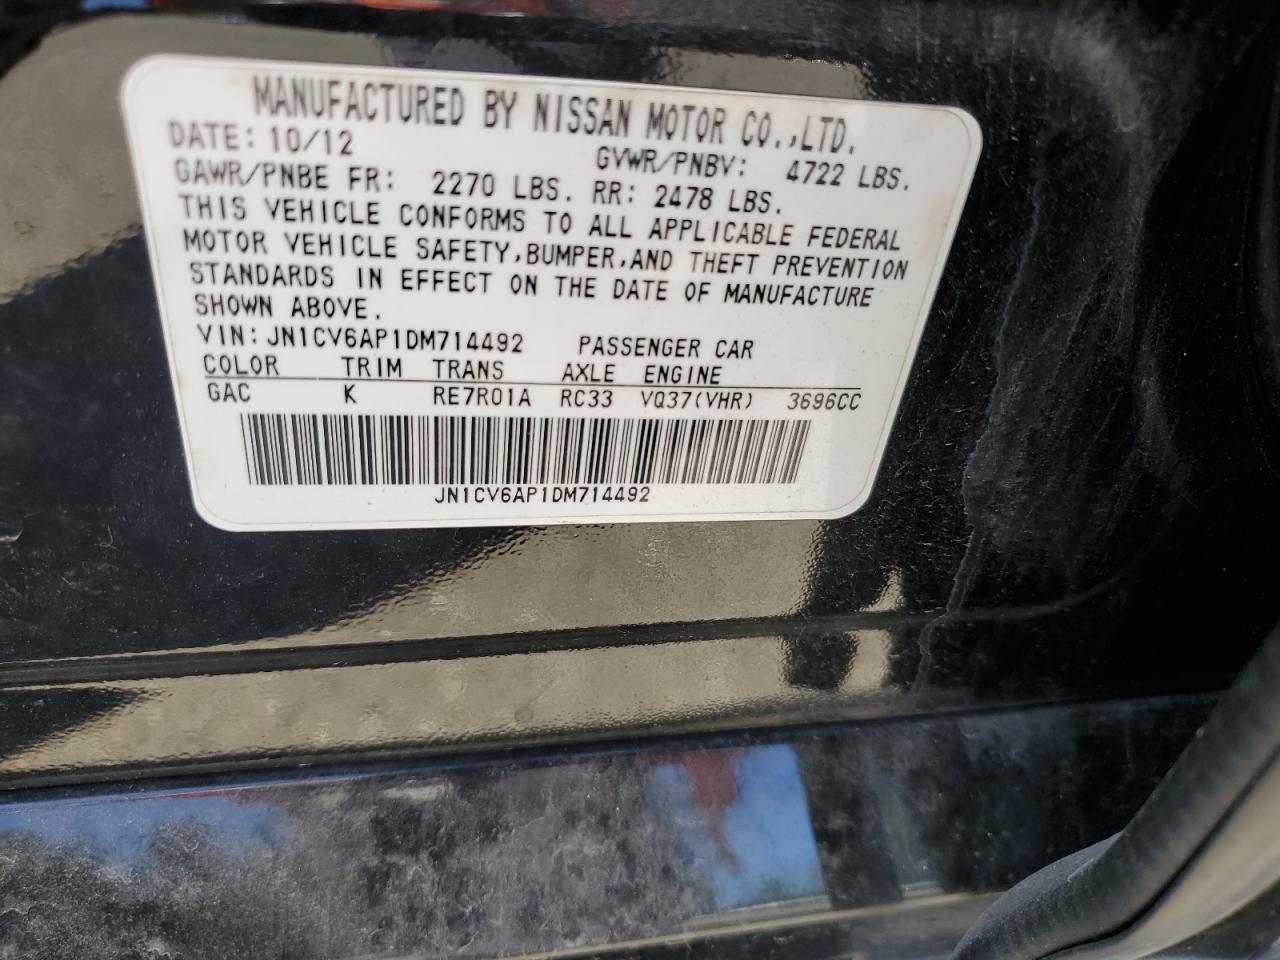 MANUFACTURED BY NISSAN MOTOR CO.,LTD.
DATE: 10/12 GVWR/PNBV: 4722 LBS.
GAWR/PNBE FR: 2270 LBS. RR: 2478 LBS.
THIS VEHICLE CONFORMS TO ALL APPLICABLE FEDERAL
MOTOR VEHICLE SAFETY,BUMPER,AND THEFT PREVENTION
STANDARDS IN EFFECT ON THE DATE OF MANUFACTURE
SHOWN ABOVE.
VIN:JN1CV6AP1DM714492 PASSENGER CAR
COLOR TRIM TRANS AXLE ENGINE
GAC K RE7R01A RC33 VQ37(VHR) 3696CC
JN1CV6AP1DM714492